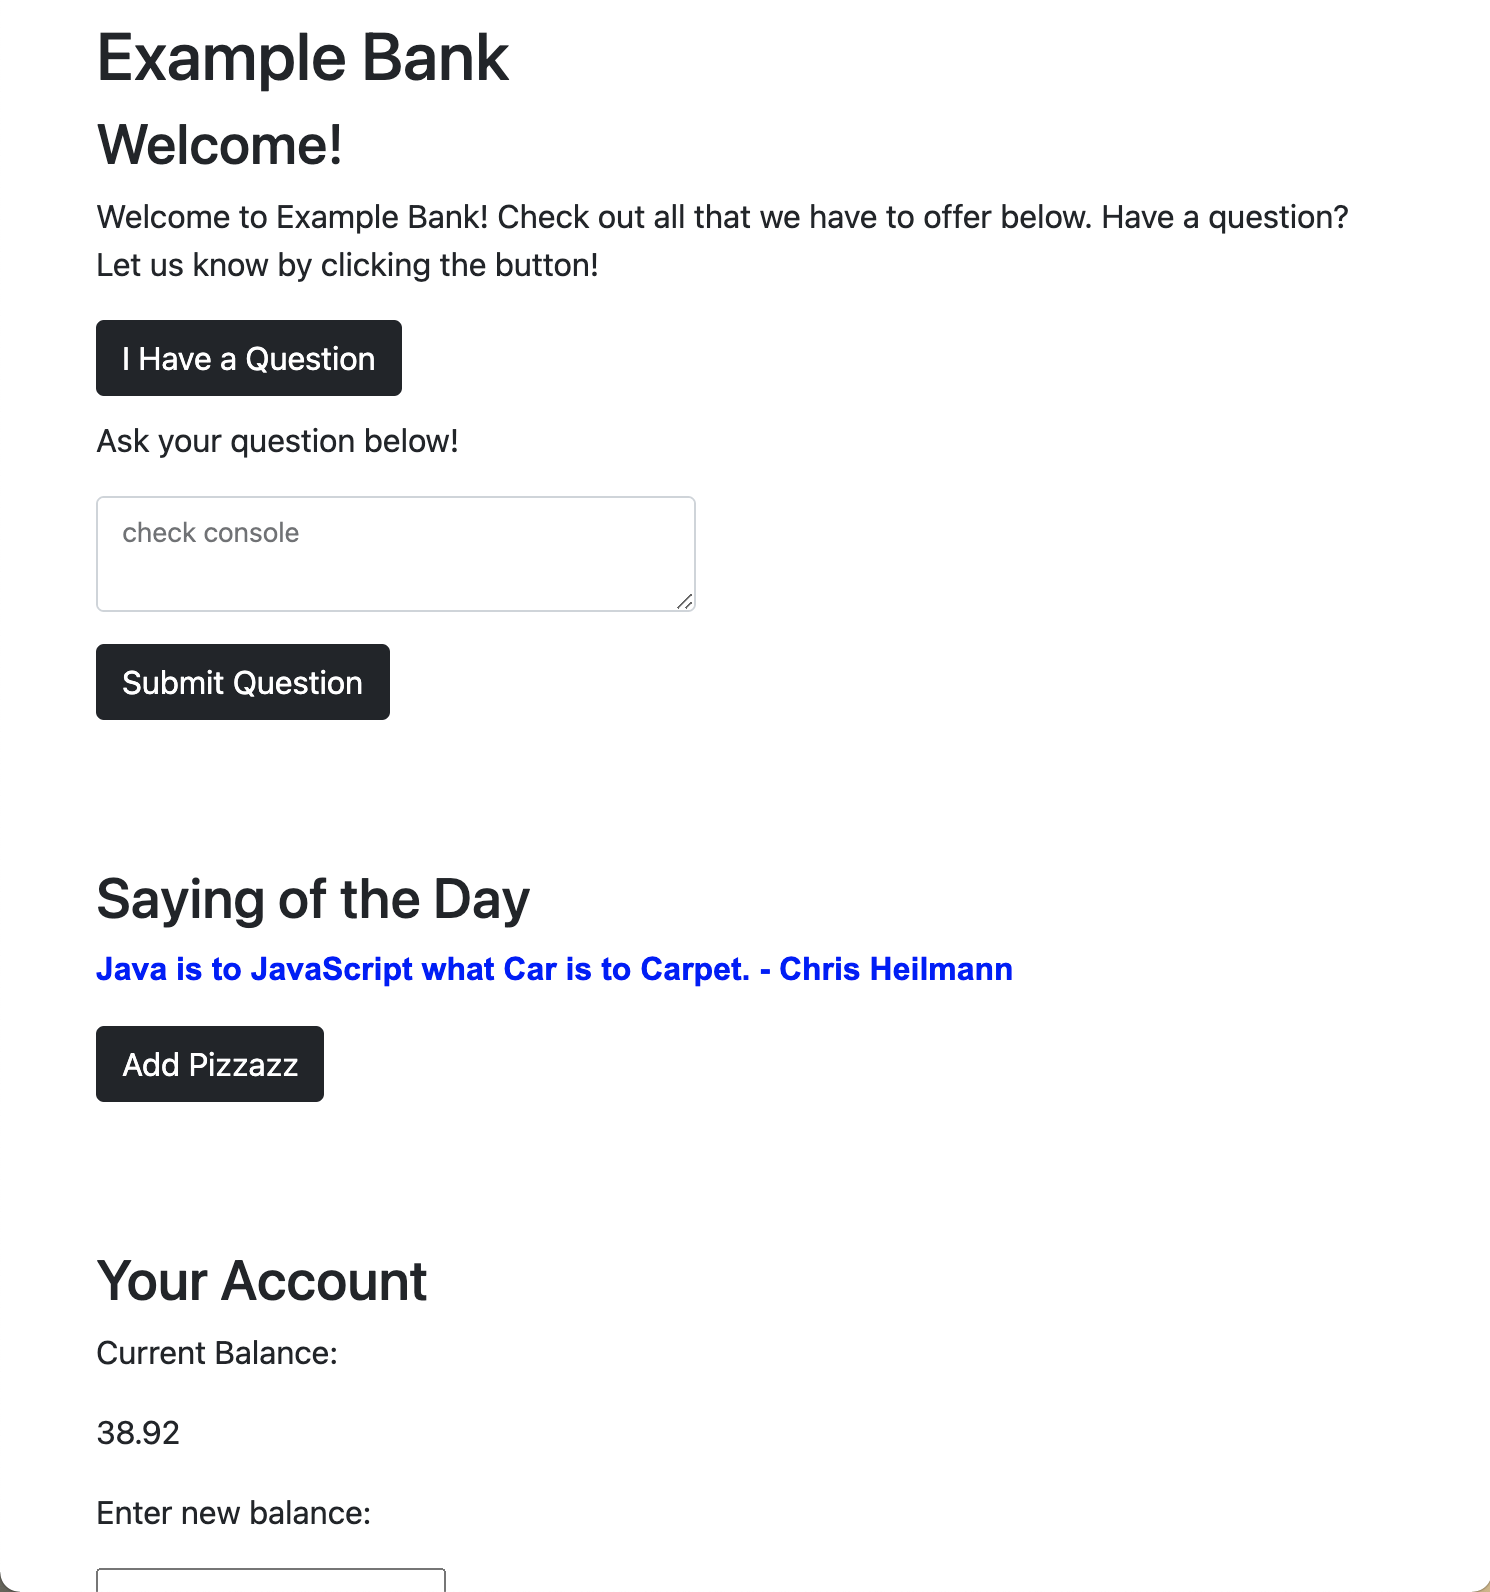 Example Bank
Welcome!
Welcome to Example Bank! Check out all that we have to offer below. Have a question?
Let us know by clicking the button!
I Have a Question
Ask your question below!
check console
Submit Question
Saying of the Day
Java is to JavaScript what Car is to Carpet. - Chris Heilmann
Add Pizzazz
Your Account
Current Balance:
38.92
Enter new balance: